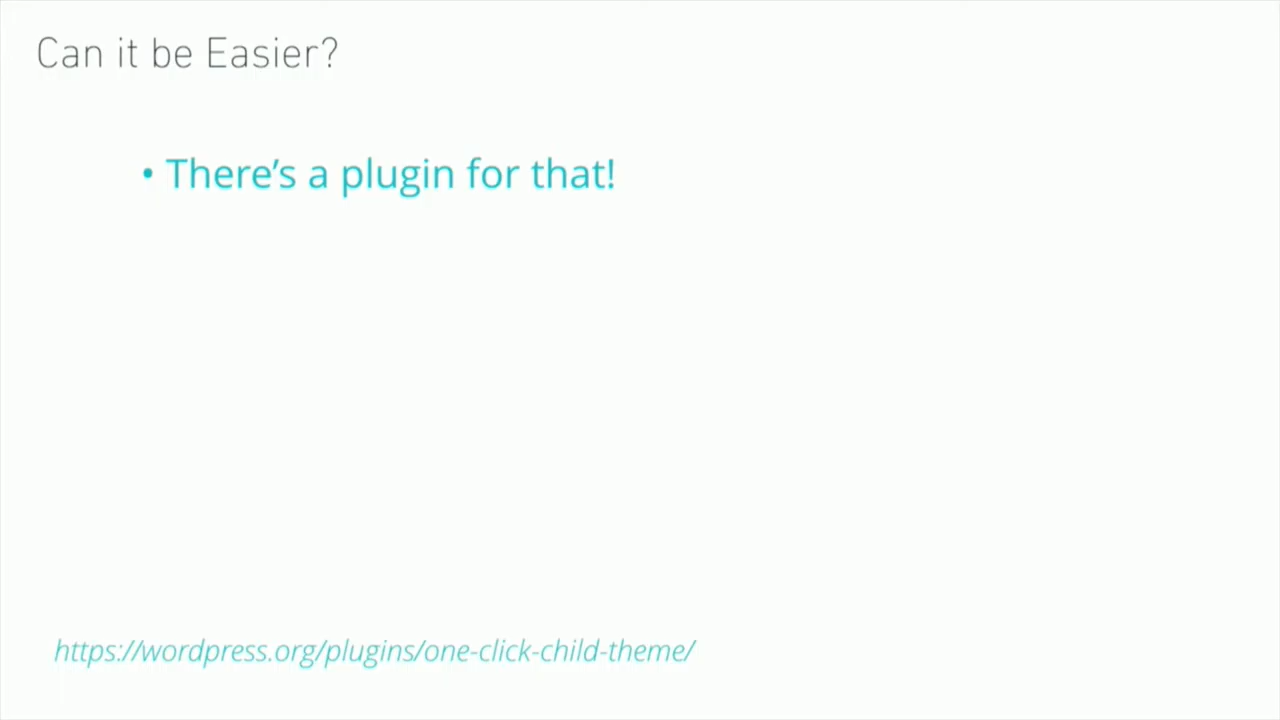 Can it be Easier?
• There’s a plugin for that!
https://wordpress.org/plugins/one-click-child-theme/